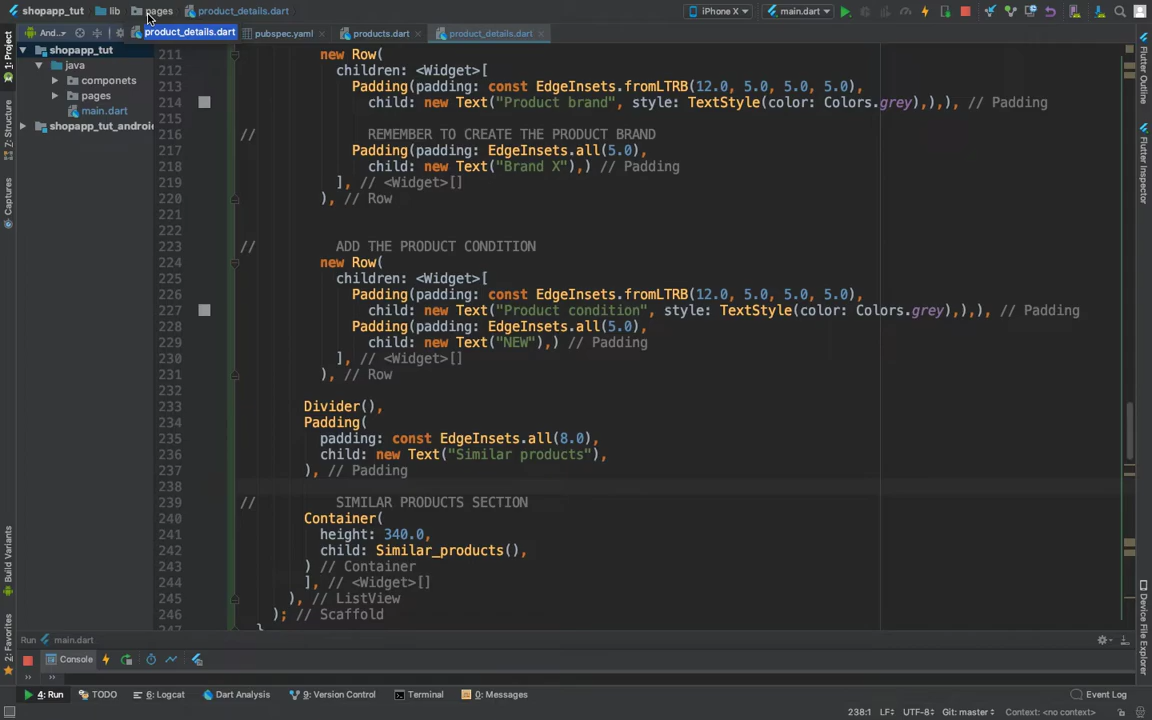 shopapp_tut lib pages product_details.dart
iPhone X main.dart
And.. product_details.dart pubspec.yaml products.dart product_details.dart
1: Project
7: Structure
Captures
Build Variants
2: Favorites
shopapp_tut
java
componets
pages
main.dart
shopapp_tut_androi
211 new Row(
212 children: <Widget>[
213 Padding(padding: const EdgeInsets.fromLTRB(12.0, 5.0, 5.0, 5.0),
214 child: new Text("Product brand", style: TextStyle(color: Colors.grey),),), // Padding
215
216 // REMEMBER TO CREATE THE PRODUCT BRAND
217 Padding(padding: EdgeInsets.all(5.0),
218 child: new Text("Brand X"),) // Padding
219 ], // <Widget>[]
220 ), // Row
221
222
223 // ADD THE PRODUCT CONDITION
224 new Row(
225 children: <Widget>[
226 Padding(padding: const EdgeInsets.fromLTRB(12.0, 5.0, 5.0, 5.0),
227 child: new Text("Product condition", style: TextStyle(color: Colors.grey),),), // Padding
228 Padding(padding: EdgeInsets.all(5.0),
229 child: new Text("NEW"),) // Padding
230 ], // <Widget>[]
231 ), // Row
232
233 Divider(),
234 Padding(
235 padding: const EdgeInsets.all(8.0),
236 child: new Text("Similar products"),
237 ), // Padding
238
239 // SIMILAR PRODUCTS SECTION
240 Container(
241 height: 340.0,
242 child: Similar_products(),
243 ) // Container
244 ], // <Widget>[]
245 ), // ListView
246 ); // Scaffold
247 }
Flutter Outline
Flutter Inspector
Device File Explorer
Run main.dart
Console
4: Run TODO 6: Logcat Dart Analysis 9: Version Control Terminal 0: Messages Event Log
238:1 LF÷ UTF-8÷ Git: master÷ Context: <no context>